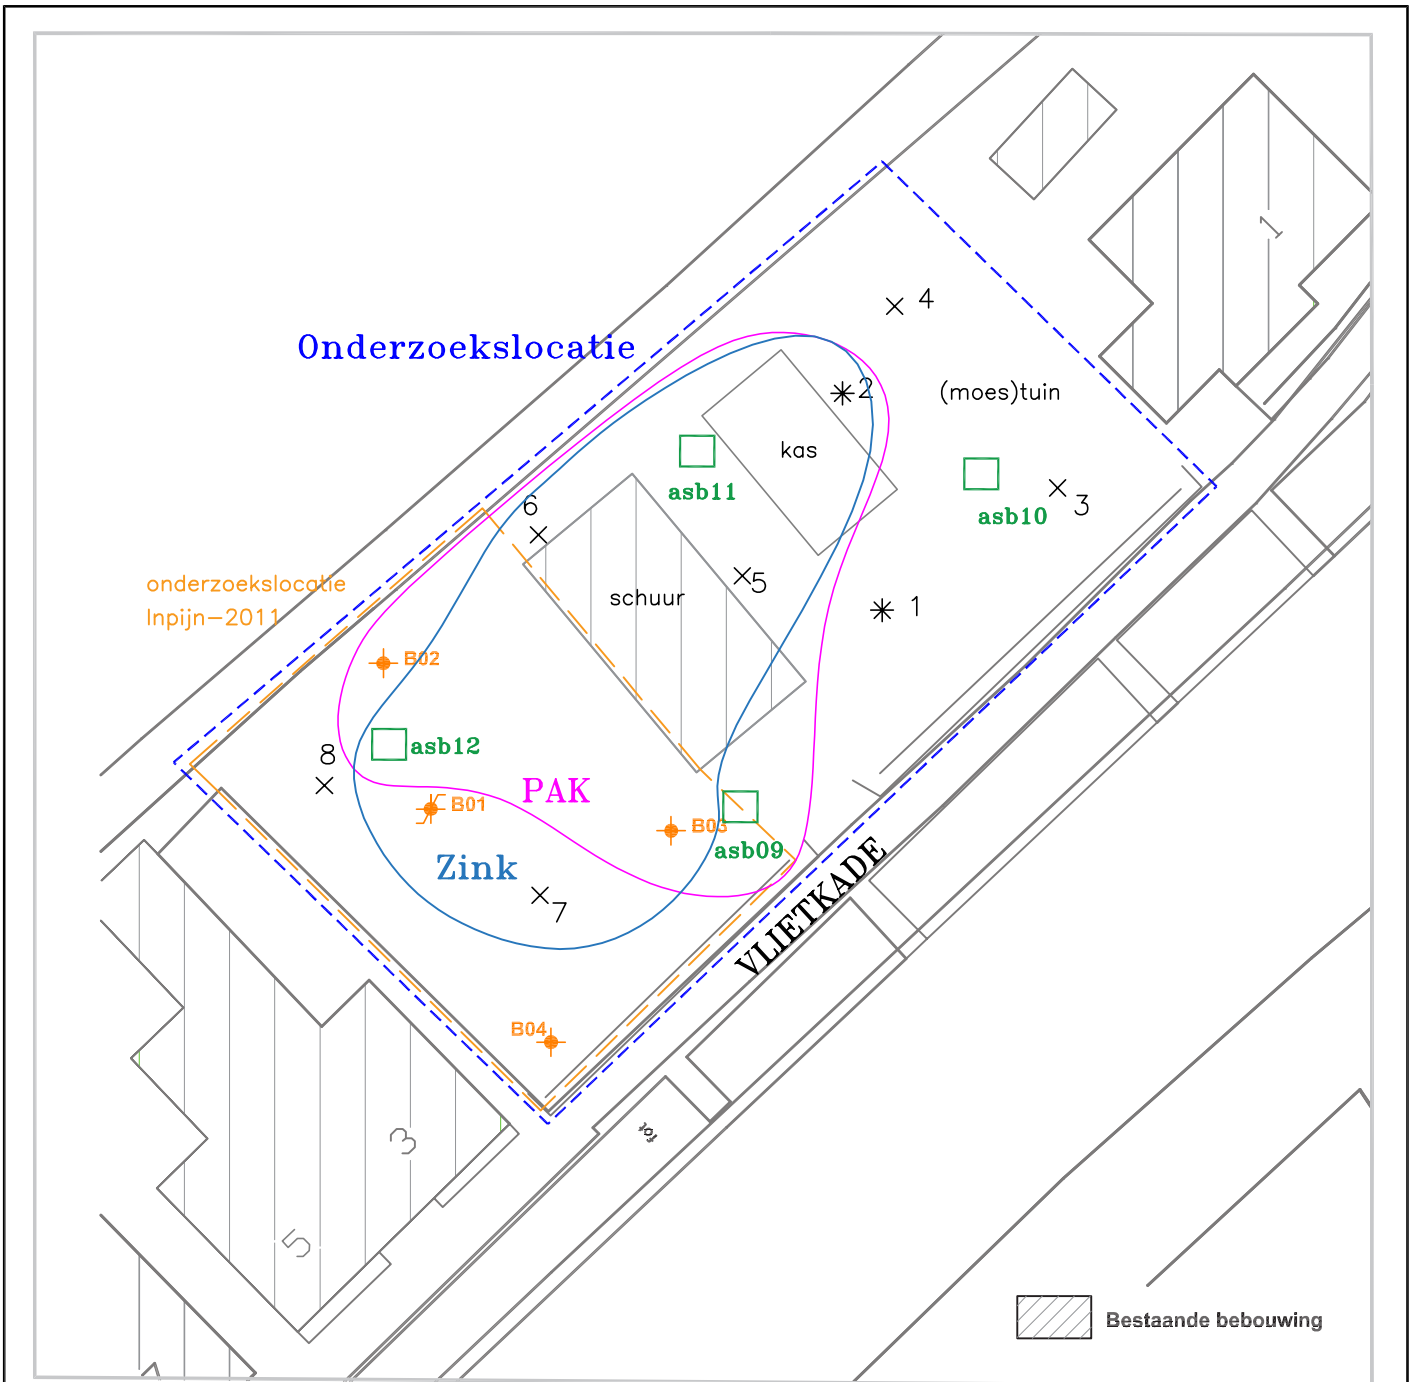 1
4
Onderzoekslocatie
2
(moes)tuin
kas
asb11
6
asb10
3
onderzoekslocatie
Inpijn-2011
schuur
5
1
B02
asb12
8
PAK
B01
B03
asb09
Zink
VLIETKADE
7
B04
3
tot
5
Bestaande bebouwing